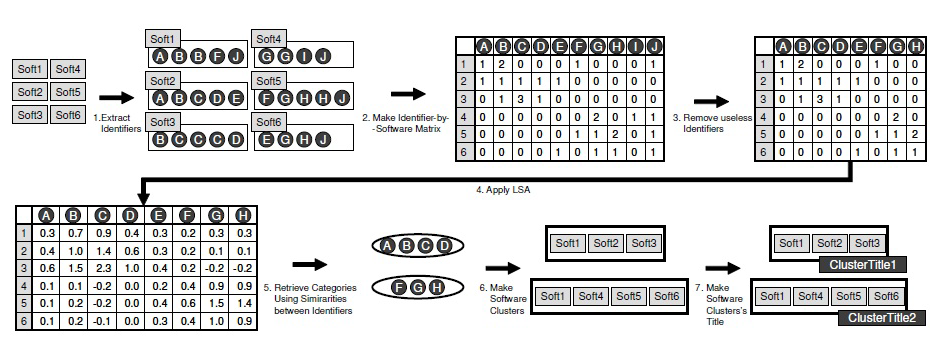 Soft1 Soft4
Soft2 Soft5
Soft3 Soft6
1.Extract
Identifiers
Soft1
A B B F J
Soft4
G G I J
Soft2
A B C D E
Soft5
F G H H J
Soft3
B C C C D
Soft6
E G H J
2. Make Identifier-by-
-Software Matrix
A B C D E F G H I J
1 1 2 0 0 0 1 0 0 0 1
2 1 1 1 1 1 0 0 0 0 0
3 0 1 3 1 0 0 0 0 0 0
4 0 0 0 0 0 0 2 0 1 1
5 0 0 0 0 0 1 1 2 0 1
6 0 0 0 0 1 0 1 1 0 1
3. Remove useless
Identifiers
A B C D E F G H
1 1 2 0 0 0 1 0 0
2 1 1 1 1 1 0 0 0
3 0 1 3 1 0 0 0 0
4 0 0 0 0 0 0 2 0
5 0 0 0 0 0 1 1 2
6 0 0 0 0 1 0 1 1
4. Apply LSA
A B C D E F G H
1 0.3 0.7 0.9 0.4 0.3 0.2 0.3 0.3
2 0.4 1.0 1.4 0.6 0.3 0.2 0.1 0.1
3 0.6 1.5 2.3 1.0 0.4 0.2 -0.2 -0.2
4 0.1 0.1 -0.2 0.0 0.2 0.4 0.9 0.9
5 0.1 0.2 -0.2 0.0 0.4 0.6 1.5 1.4
6 0.1 0.2 -0.1 0.0 0.3 0.4 1.0 0.9
5. Retrieve Categories
Using Simirarities
between Identifiers
A B C D
F G H
6. Make
Software
Clusters
Soft1 Soft2 Soft3
Soft1 Soft4 Soft5 Soft6
7. Make
Software
Clusters's
Title
Soft1 Soft2 Soft3
ClusterTitle1
Soft1 Soft4 Soft5 Soft6
ClusterTitle2